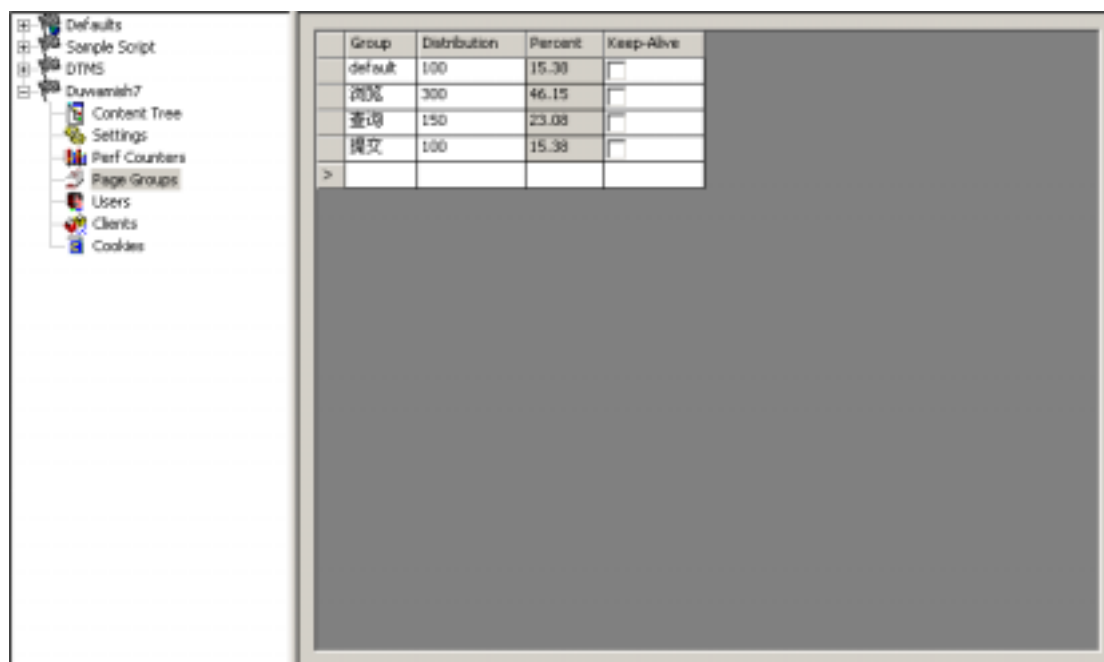 Defaults
Sample Script
DTMS
Duwamish7
Content Tree
Settings
Perf Counters
Page Groups
Users
Clients
Cookies
Group Distribution Percent Keep-Alive
default 100 15.38
浏览 300 46.15
查询 150 23.08
提交 100 15.38
>